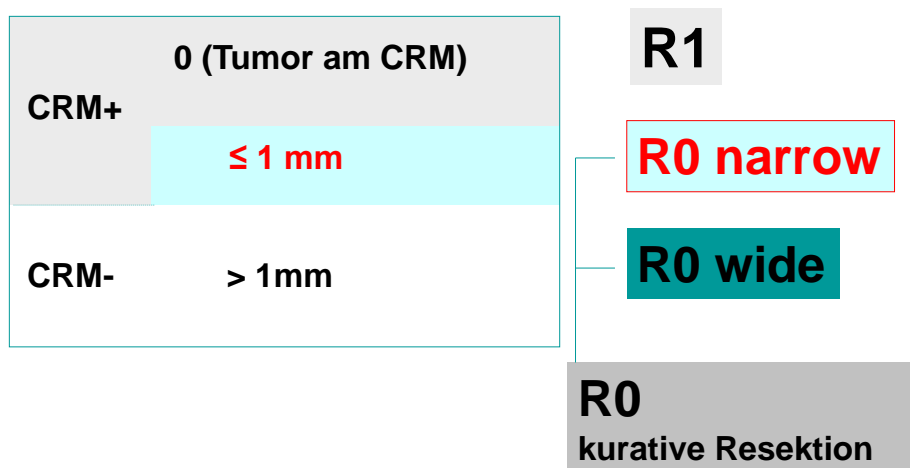 0 (Tumor am CRM)
R1
CRM+
≤ 1 mm
R0 narrow
CRM-
> 1mm
R0 wide
R0
kurative Resektion